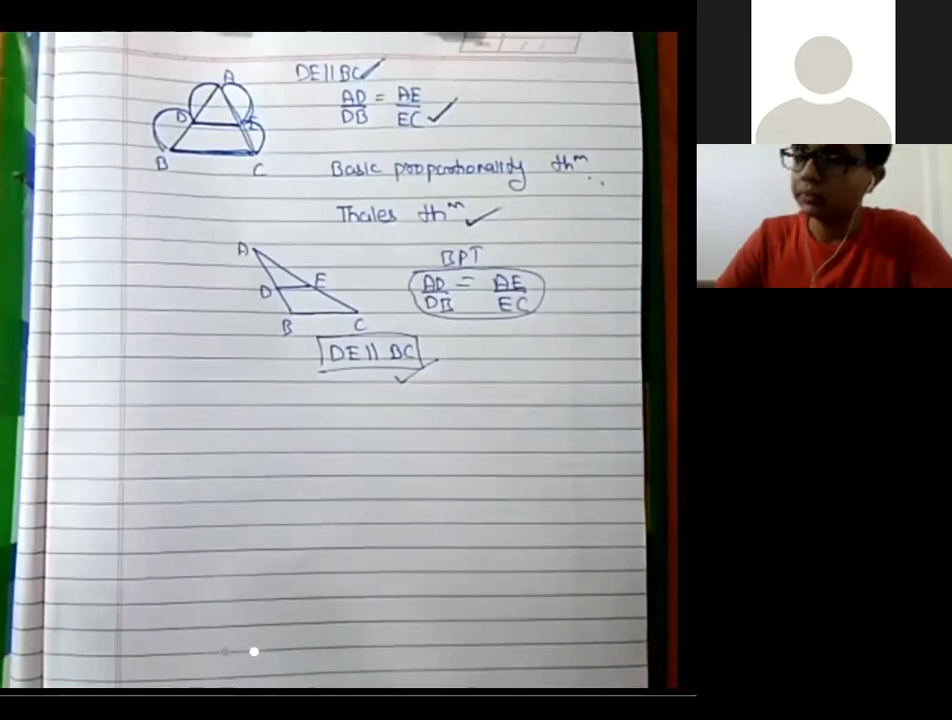 A
DE || BC
D
E
AD = AE
DB EC
B
C
Basic proportionality thm
Thales thm
A
D
E
B
C
BPT
AD = AE
DB EC
DE || BC